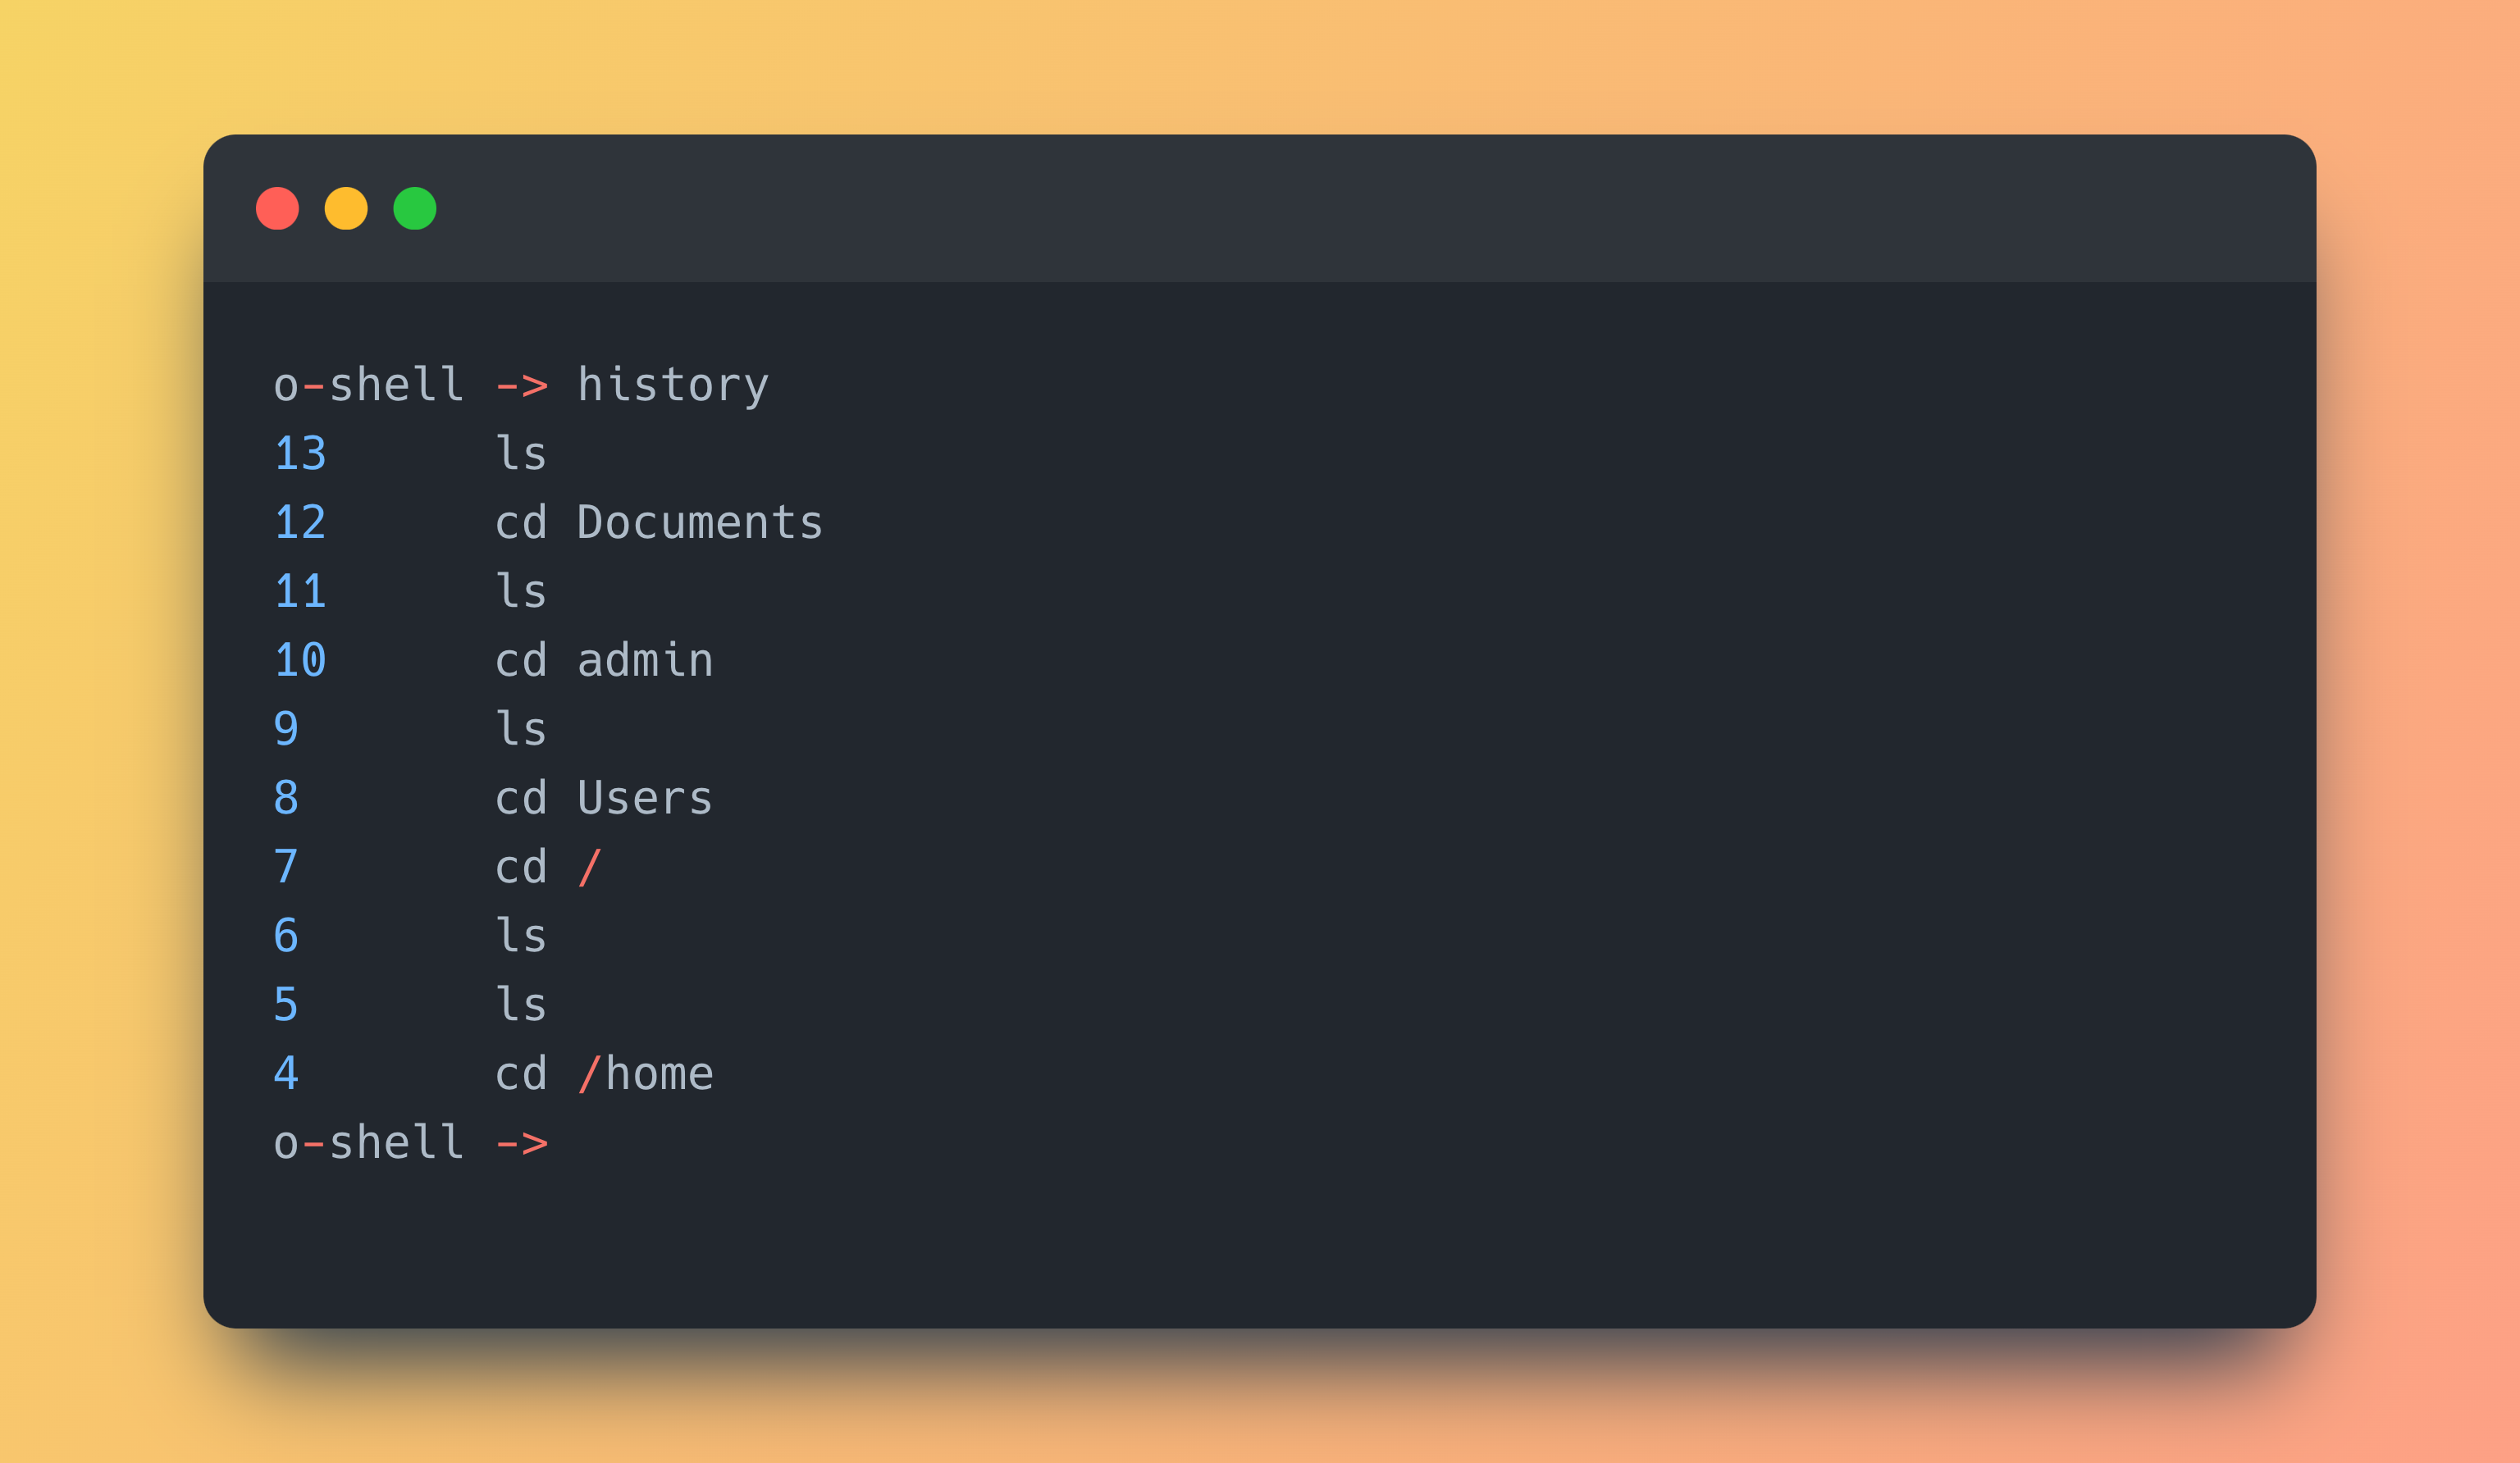 o-shell -> history
13      ls
12      cd Documents
11      ls
10      cd admin
9       ls
8       cd Users
7       cd /
6       ls
5       ls
4       cd /home
o-shell ->